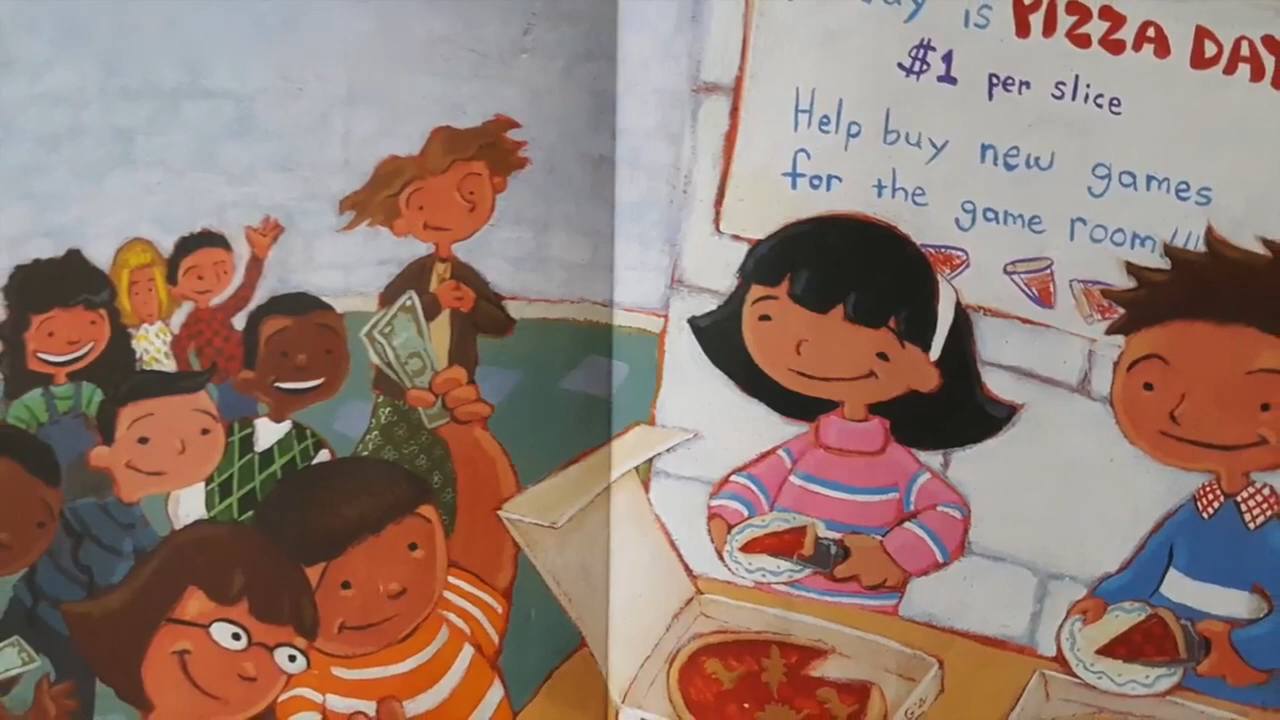 is PIZZA DAY
$1 per slice
Help buy new games
for the game room!!!